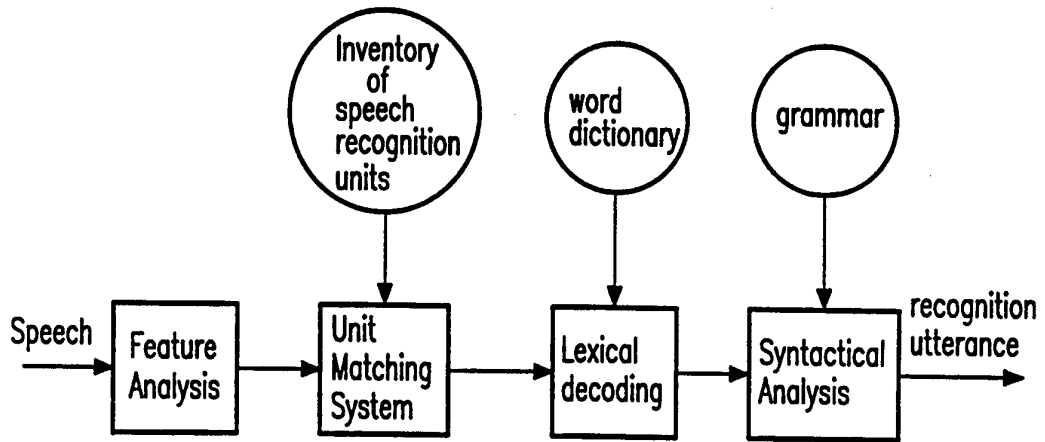 Inventory
of
speech
recognition
units
word
dictionary
grammar
Speech
Feature
Analysis
Unit
Matching
System
Lexical
decoding
Syntactical
Analysis
recognition
utterance